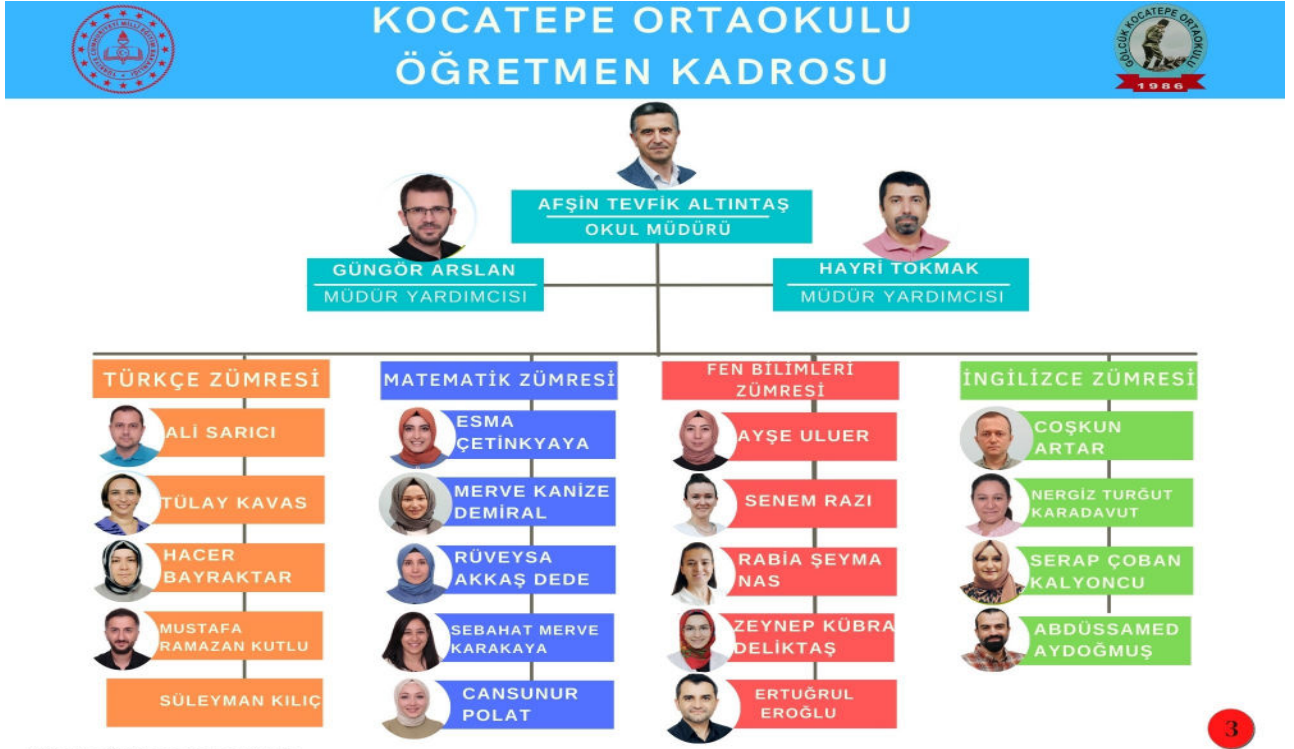 KOCATEPE ORTAOKULU
ÖĞRETMEN KADROSU
GÖLCÜK KOCATEPE ORTAOKULU
1986
AFŞİN TEVFİK ALTINTAŞ
OKUL MÜDÜRÜ
GÜNGÖR ARSLAN
MÜDÜR YARDIMCISI
HAYRİ TOKMAK
MÜDÜR YARDIMCISI
TÜRKÇE ZÜMRESİ
ALİ SARICI
TÜLAY KAVAS
HACER
BAYRAKTAR
MUSTAFA
RAMAZAN KUTLU
SÜLEYMAN KILIÇ
MATEMATİK ZÜMRESİ
ESMA
ÇETİNKYAYA
MERVE KANİZE
DEMİRAL
RÜVEYSA
AKKAŞ DEDE
SEBAHAT MERVE
KARAKAYA
CANSUNUR
POLAT
FEN BİLİMLERİ
ZÜMRESİ
AYŞE ULUER
SENEM RAZI
RABİA ŞEYMA
NAS
ZEYNEP KÜBRA
DELİKTAŞ
ERTUĞRUL
EROĞLU
İNGİLİZCE ZÜMRESİ
COŞKUN
ARTAR
NERGİZ TURĞUT
KARADAVUT
SERAP ÇOBAN
KALYONCU
ABDÜSSAMED
AYDOĞMUŞ
3